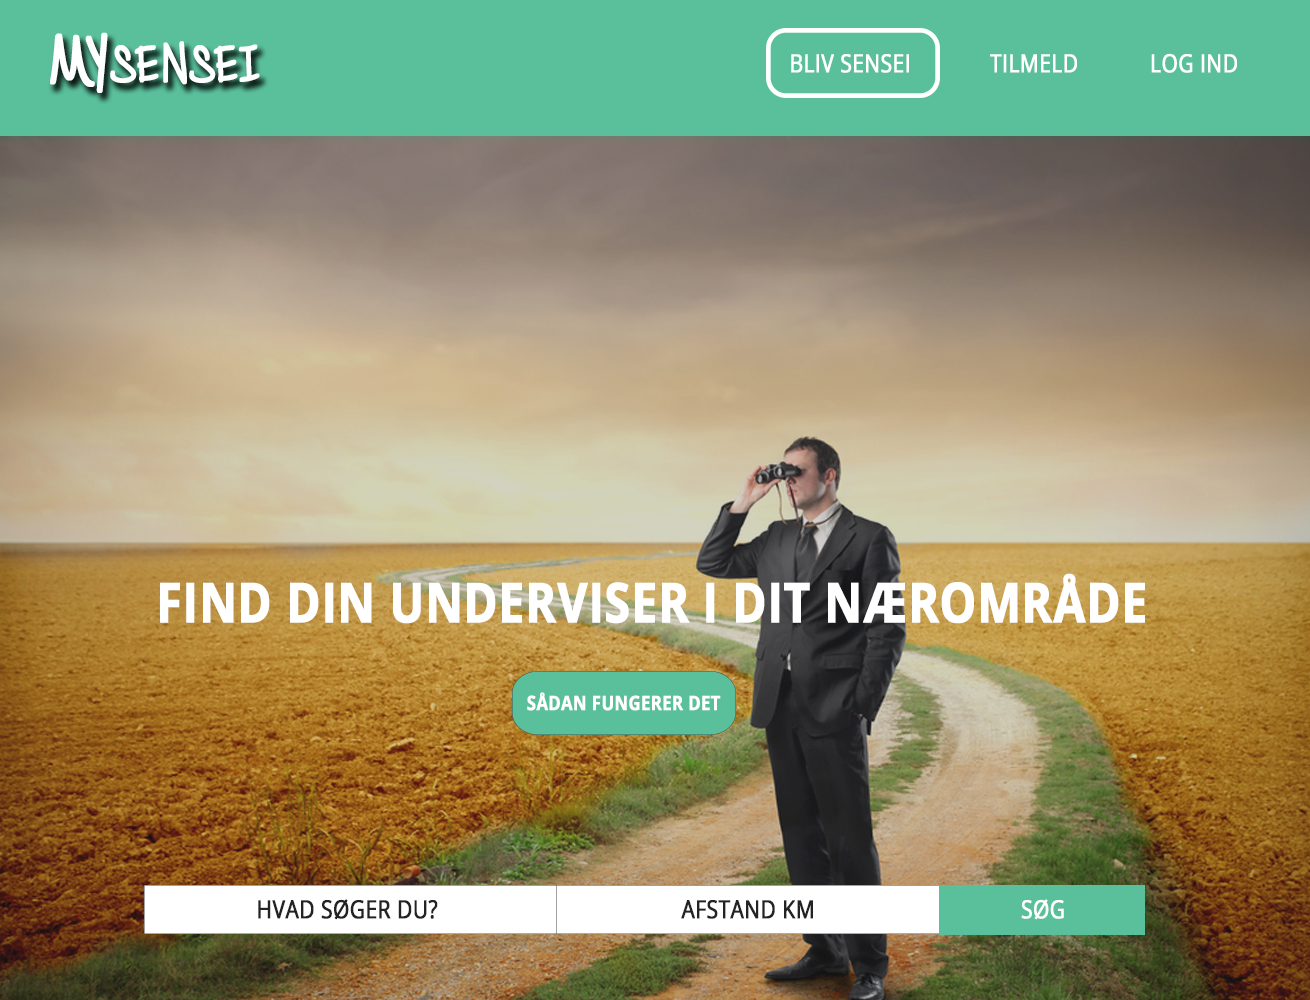 MYSENSEI
BLIV SENSEI
TILMELD
LOG IND
FIND DIN UNDERVISER I DIT NÆROMRÅDE
SÅDAN FUNGERER DET
HVAD SØGER DU?
AFSTAND KM
SØG